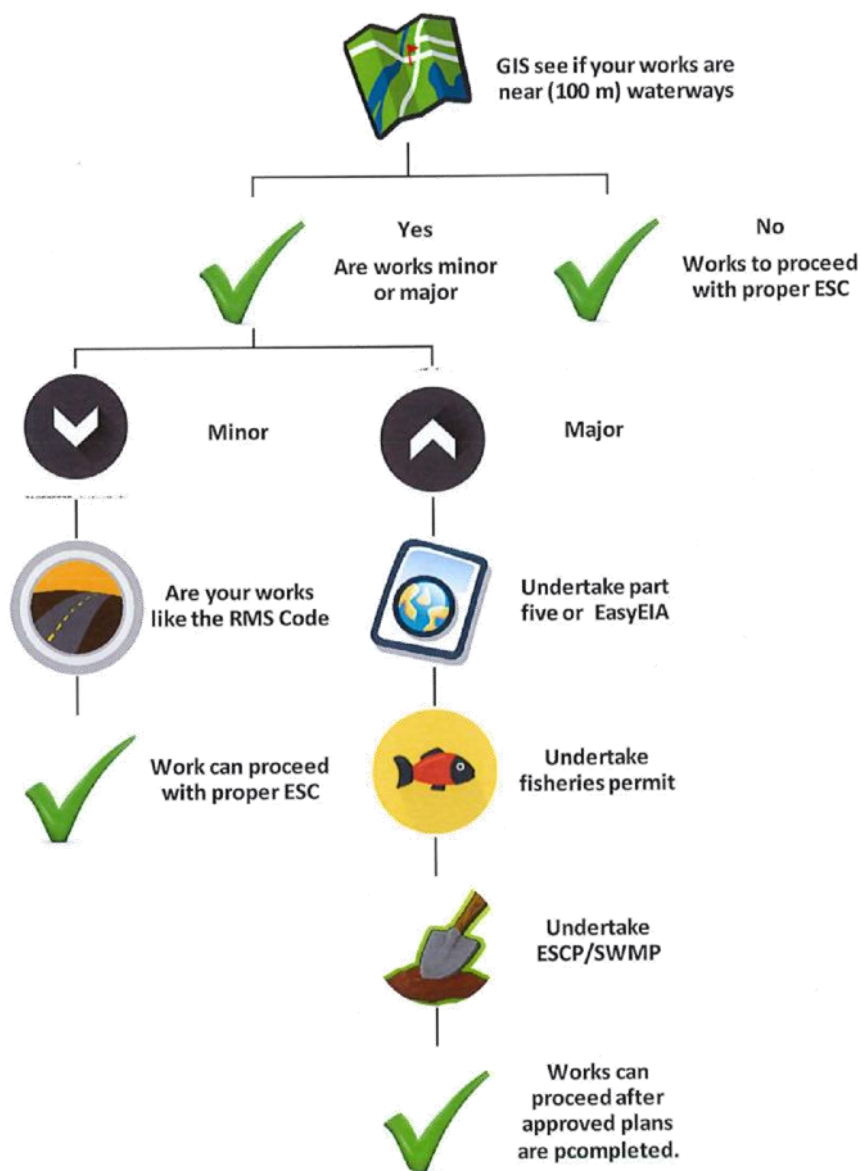 GIS see if your works are
near (100 m) waterways
Yes
Are works minor
or major
No
Works to proceed
with proper ESC
Minor
Major
Are your works
like the RMS Code
Undertake part
five or EasyEIA
Work can proceed
with proper ESC
Undertake
fisheries permit
Undertake
ESCP/SWMP
Works can
proceed after
approved plans
are pcompleted.